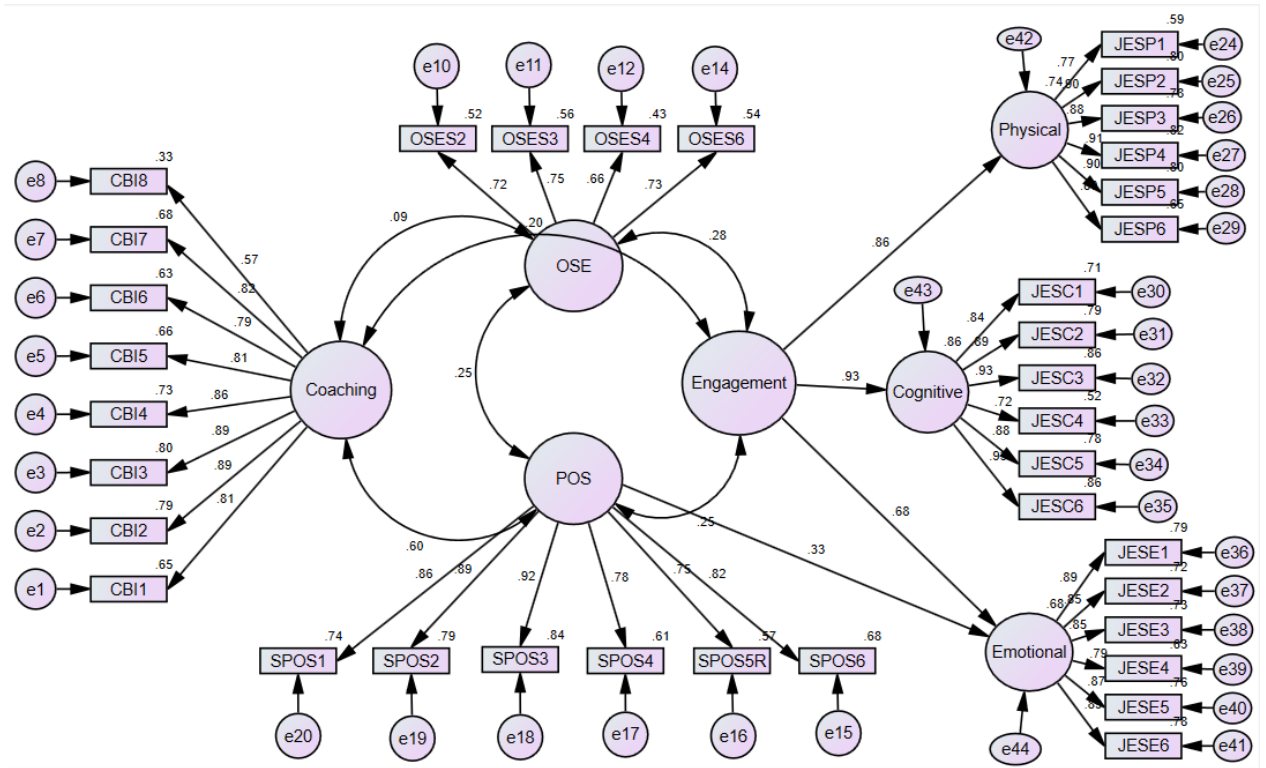 e8 CBI8 .33
e7 CBI7 .68
e6 CBI6 .63
e5 CBI5 .66
e4 CBI4 .73
e3 CBI3 .80
e2 CBI2 .79
e1 CBI1 .65
.57
.82
.79
.81
.86
.89
.89
.81
Coaching
e10 e11 e12 e14
.52 .56 .43 .54
OSES2 OSES3 OSES4 OSES6
.72 .75 .66 .73
OSE
.09 .20 .28
.25
.60 .25
POS
.86 .89 .92 .78 .75 .82
.74 .79 .84 .61 .57 .68
SPOS1 SPOS2 SPOS3 SPOS4 SPOS5R SPOS6
e20 e19 e18 e17 e16 e15
Engagement
.86
.93
.68
.33
e42
Physical
.74
.77 JESP1 .59 e24
.90 JESP2 .80 e25
.88 JESP3 .78 e26
.91 JESP4 .82 e27
.90 JESP5 .80 e28
JESP6 .65 e29
e43
Cognitive
.86
.84 JESC1 .71 e30
.89 JESC2 .79 e31
.93 JESC3 .86 e32
.72 JESC4 .52 e33
.88 JESC5 .78 e34
JESC6 .86 e35
Emotional
.68
.89 JESE1 .79 e36
.85 JESE2 .72 e37
.85 JESE3 .73 e38
.79 JESE4 .63 e39
.87 JESE5 .76 e40
JESE6 .78 e41
e44